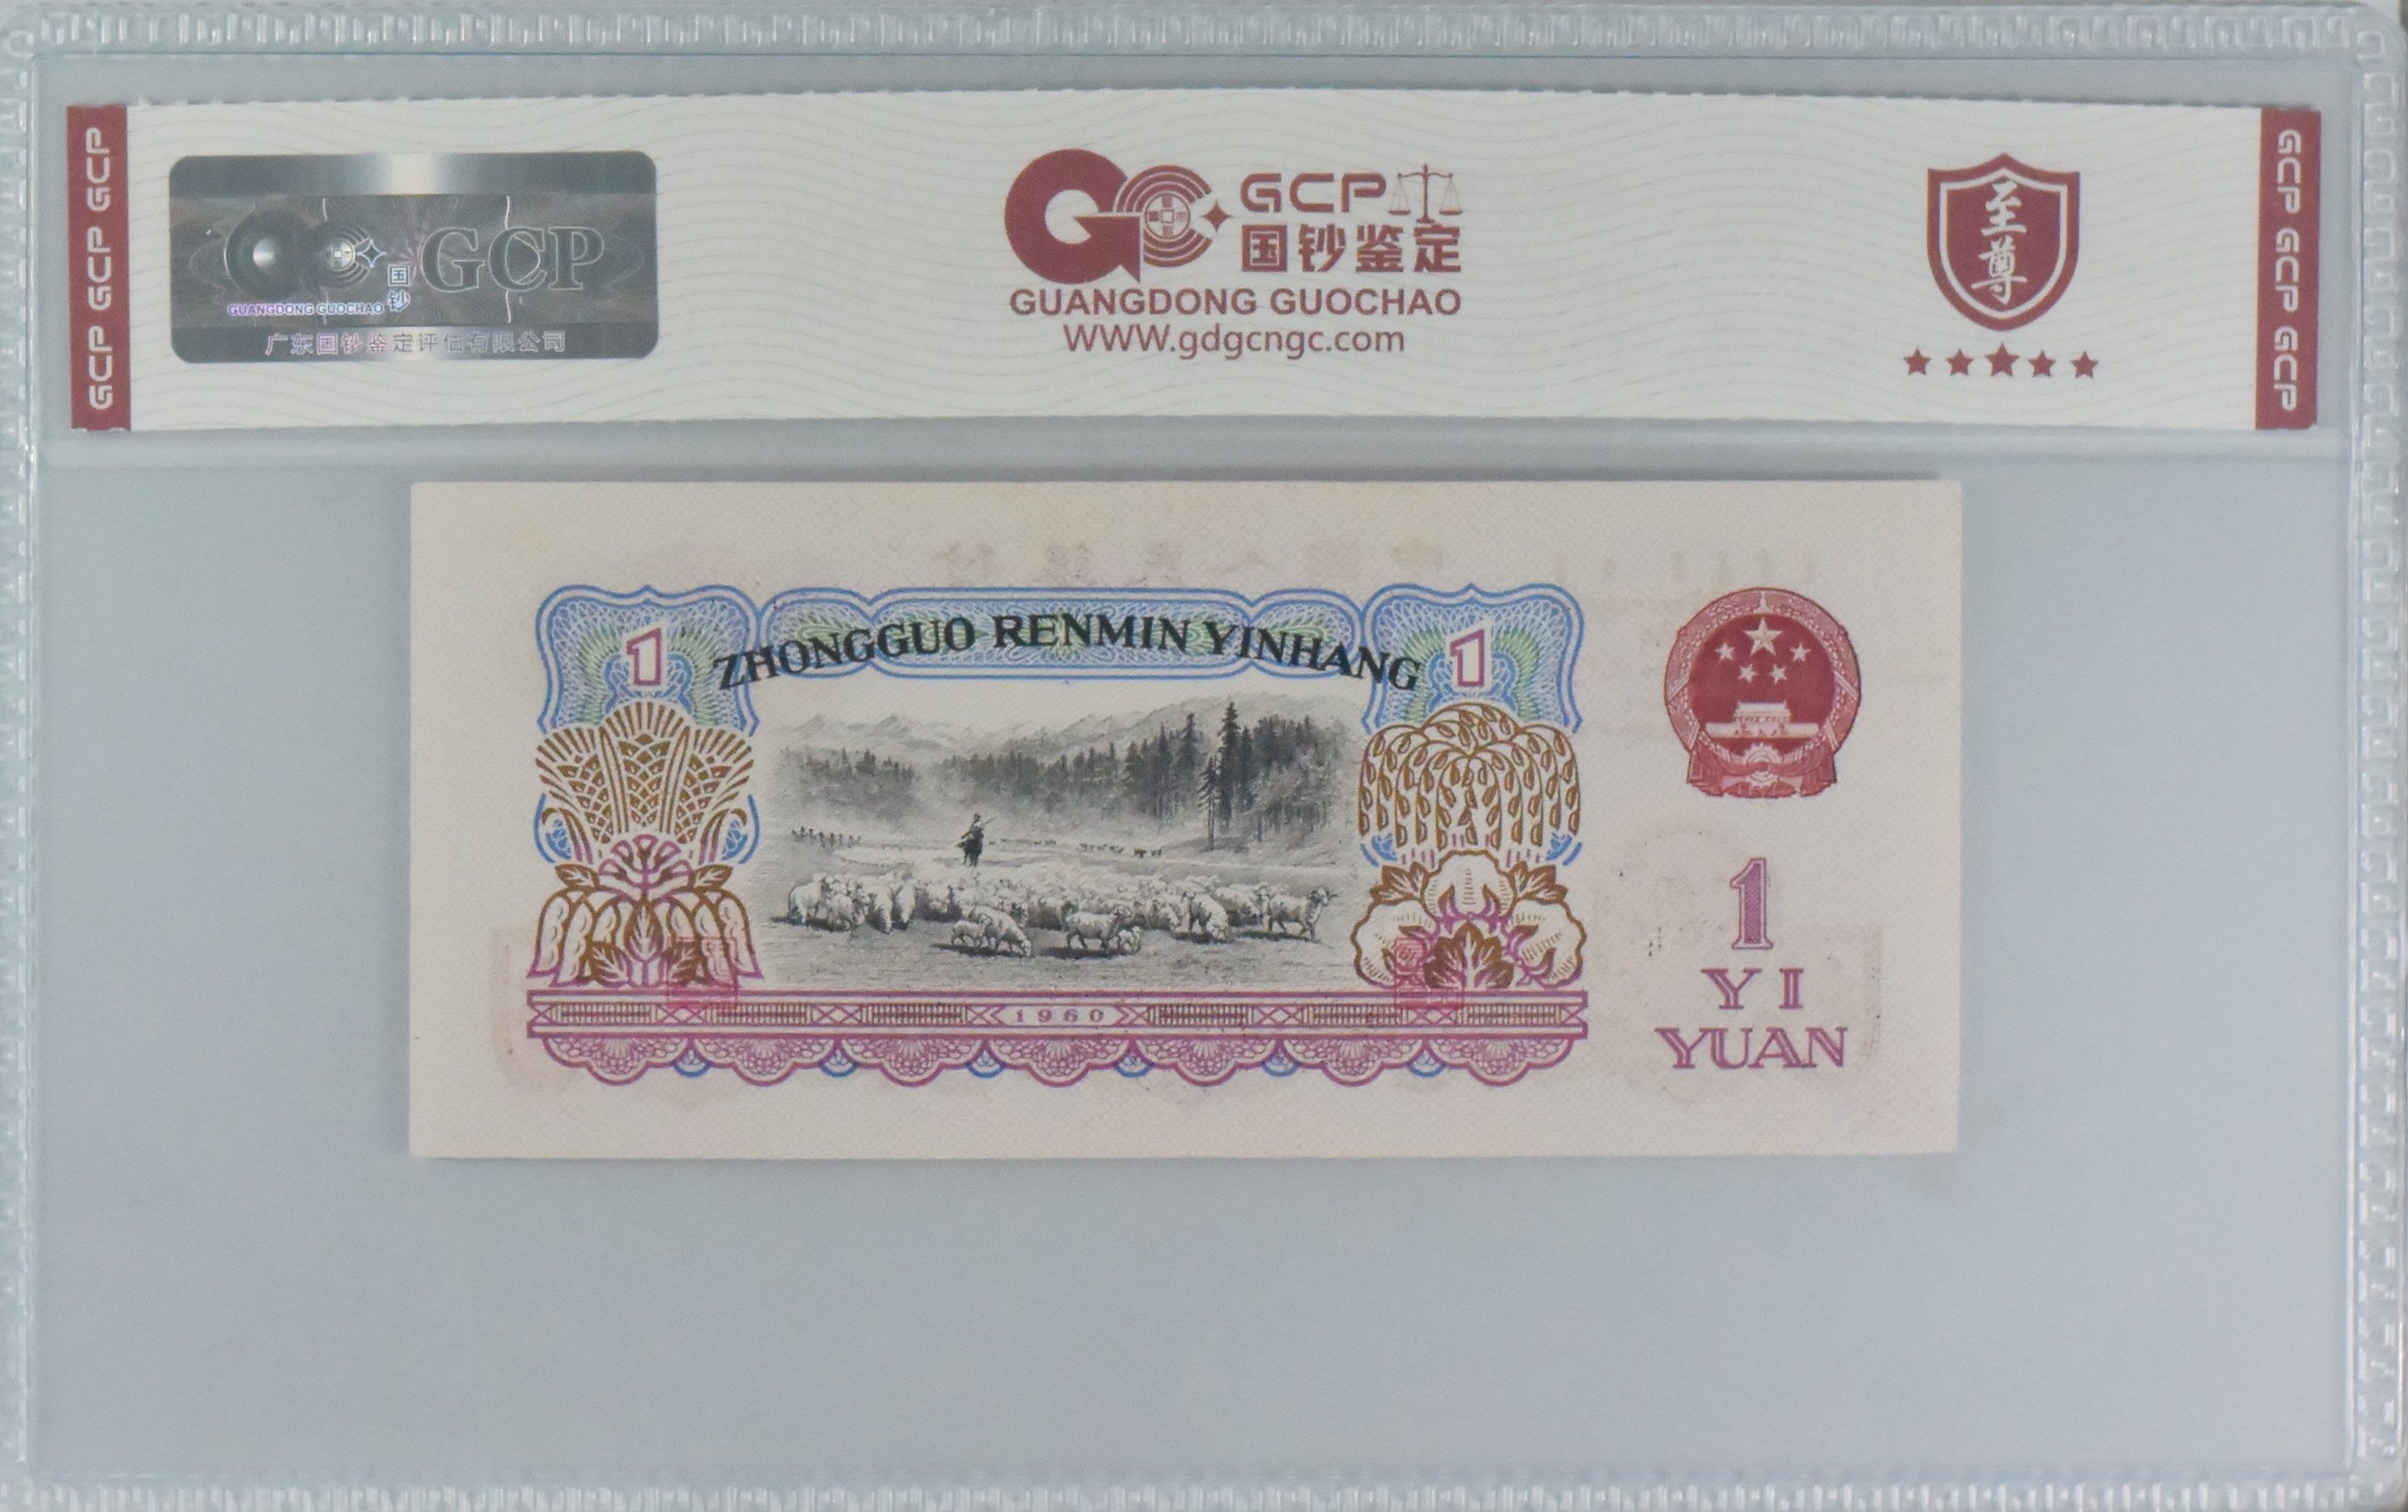 GCP GCP GCP
国钞
GCP
GUANGDONG GUOCHAO
广东国钞鉴定评估有限公司
GCP
国钞鉴定
GUANGDONG GUOCHAO
WWW.gdgcngc.com
至尊
GCP GCP GCP
ZHONGGUO RENMIN YINHANG
1
1
1960
1
YI
YUAN